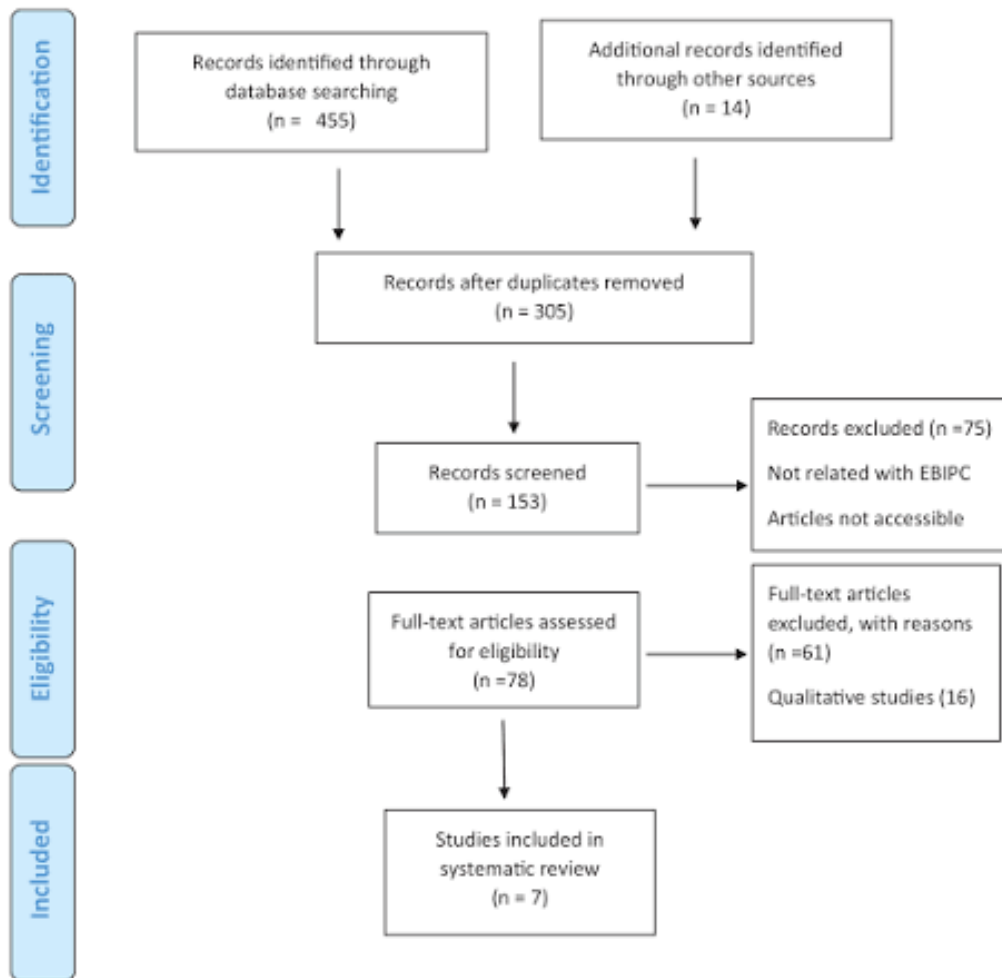 Identification
Records identified through
database searching
(n = 455)
Additional records identified
through other sources
(n = 14)
Screening
Records after duplicates removed
(n = 305)
Records screened
(n = 153)
Records excluded (n =75)
Not related with EBIPC
Articles not accessible
Eligibility
Full-text articles assessed
for eligibility
(n =78)
Full-text articles
excluded, with reasons
(n =61)
Qualitative studies (16)
Included
Studies included in
systematic review
(n = 7)